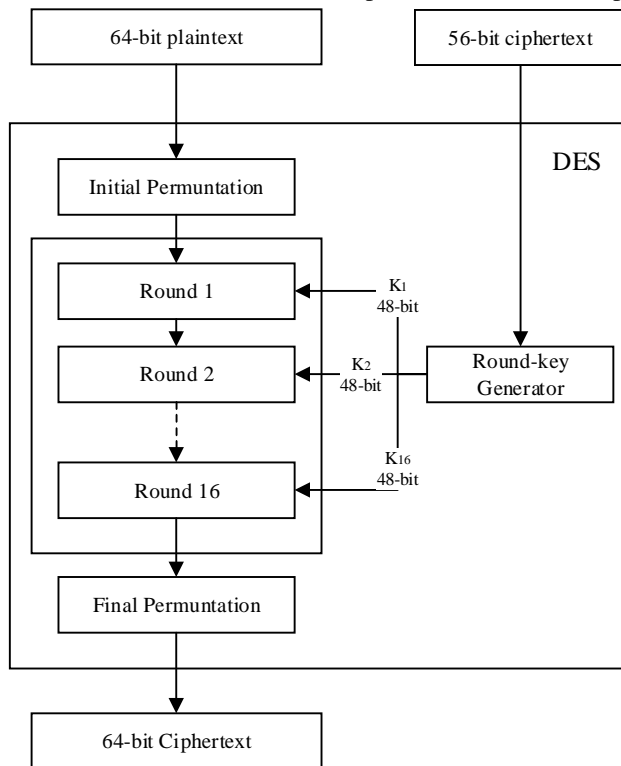 64-bit plaintext
56-bit ciphertext
DES
Initial Permuntation
Round 1
K1
48-bit
Round 2
K2
48-bit
Round-key
Generator
Round 16
K16
48-bit
Final Permuntation
64-bit Ciphertext